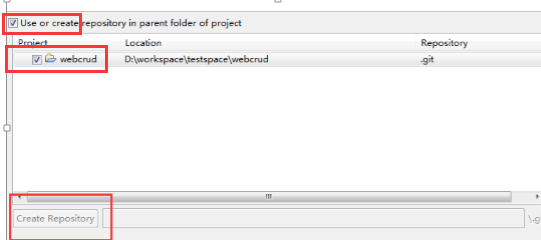 Use or create repository in parent folder of project
Project Location Repository
webcrud D:\workspace\testspace\webcrud .git
Create Repository \.g